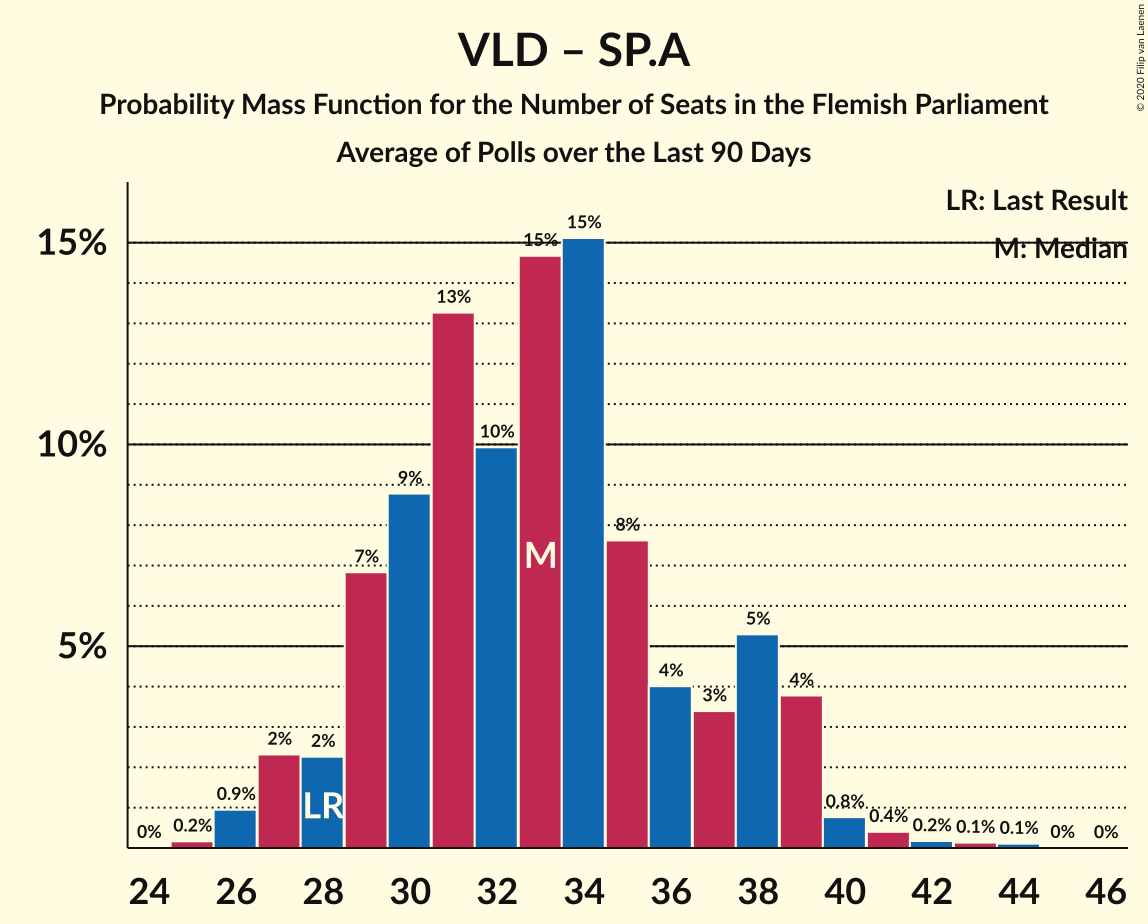 VLD – SP.A
Probability Mass Function for the Number of Seats in the Flemish Parliament
Average of Polls over the Last 90 Days
© 2020 Filip van Laenen
LR: Last Result
M: Median
15%
10%
5%
0%
0.2%
0.9%
2%
2%
7%
9%
13%
10%
15%
15%
8%
4%
3%
5%
4%
0.8%
0.4%
0.2%
0.1%
0.1%
0%
0%
LR
M
24 26 28 30 32 34 36 38 40 42 44 46